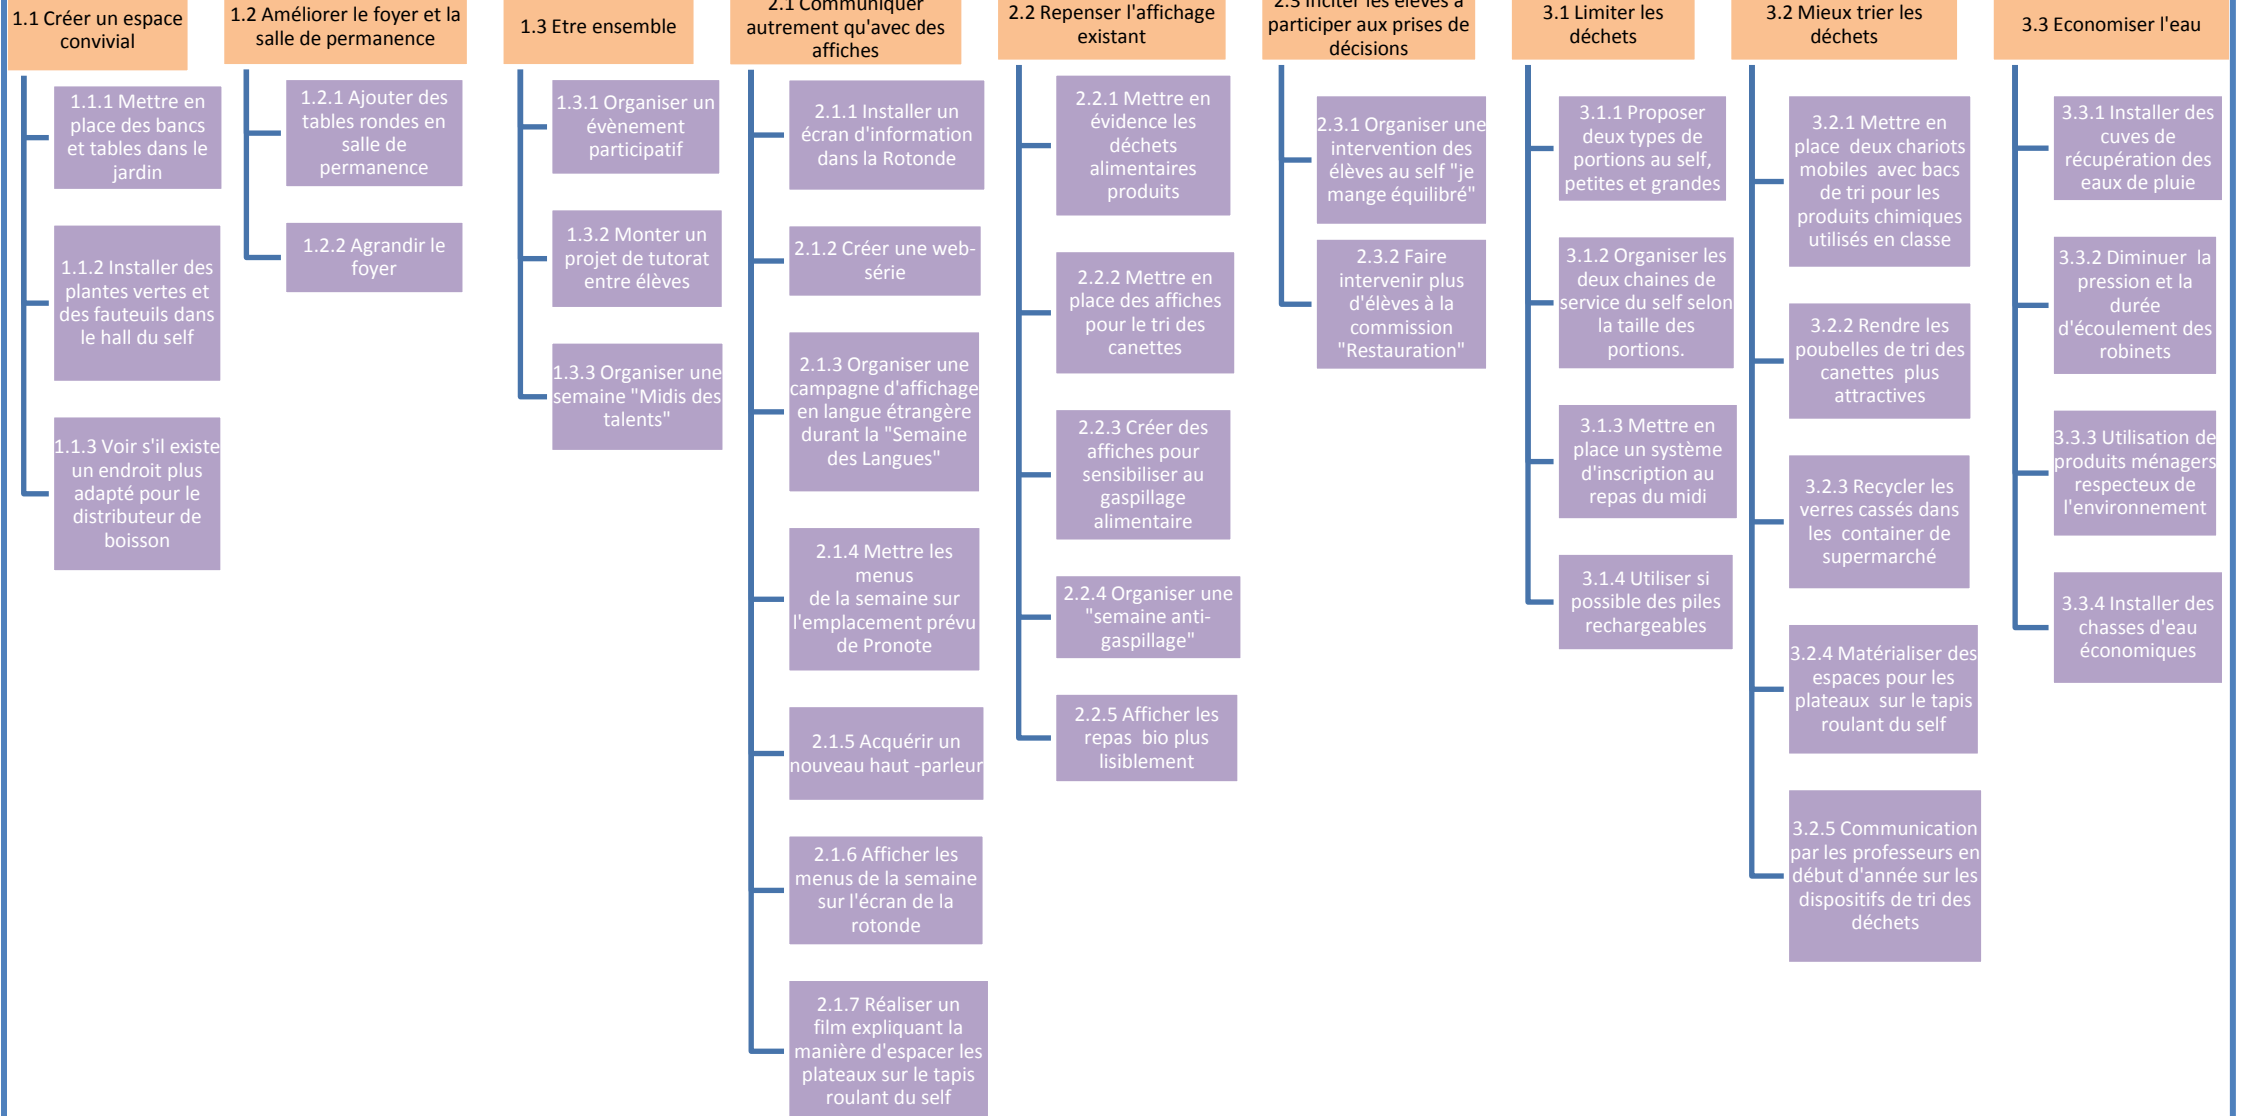 1.1 Créer un espace
convivial
1.1.1 Mettre en
place des bancs
et tables dans le
jardin
1.1.2 Installer des
plantes vertes et
des fauteuils dans
le hall du self
1.1.3 Voir s'il existe
un endroit plus
adapté pour le
distributeur de
boisson
1.2 Améliorer le foyer et la
salle de permanence
1.2.1 Ajouter des
tables rondes en
salle de
permanence
1.2.2 Agrandir le
foyer
1.3 Etre ensemble
1.3.1 Organiser un
évènement
participatif
1.3.2 Monter un
projet de tutorat
entre élèves
1.3.3 Organiser une
semaine "Midis des
talents"
2.1 Communiquer
autrement qu'avec des
affiches
2.1.1 Installer un
écran d'information
dans la Rotonde
2.1.2 Créer une web-
série
2.1.3 Organiser une
campagne d'affichage
en langue étrangère
durant la "Semaine
des Langues"
2.1.4 Mettre les
menus
de la semaine sur
l'emplacement prévu
de Pronote
2.1.5 Acquérir un
nouveau haut -parleur
2.1.6 Afficher les
menus de la semaine
sur l'écran de la
rotonde
2.1.7 Réaliser un
film expliquant la
manière d'espacer les
plateaux sur le tapis
roulant du self
2.2 Repenser l'affichage
existant
2.2.1 Mettre en
évidence les
déchets
alimentaires
produits
2.2.2 Mettre en
place des affiches
pour le tri des
canettes
2.2.3 Créer des
affiches pour
sensibiliser au
gaspillage
alimentaire
2.2.4 Organiser une
"semaine anti-
gaspillage"
2.2.5 Afficher les
repas bio plus
lisiblement
2.3 Inciter les élèves à
participer aux prises de
décisions
2.3.1 Organiser une
intervention des
élèves au self "je
mange équilibré"
2.3.2 Faire
intervenir plus
d'élèves à la
commission
"Restauration"
3.1 Limiter les
déchets
3.1.1 Proposer
deux types de
portions au self,
petites et grandes
3.1.2 Organiser les
deux chaines de
service du self selon
la taille des
portions.
3.1.3 Mettre en
place un système
d'inscription au
repas du midi
3.1.4 Utiliser si
possible des piles
rechargeables
3.2 Mieux trier les
déchets
3.2.1 Mettre en
place deux chariots
mobiles avec bacs
de tri pour les
produits chimiques
utilisés en classe
3.2.2 Rendre les
poubelles de tri des
canettes plus
attractives
3.2.3 Recycler les
verres cassés dans
les container de
supermarché
3.2.4 Matérialiser des
espaces pour les
plateaux sur le tapis
roulant du self
3.2.5 Communication
par les professeurs en
début d'année sur les
dispositifs de tri des
déchets
3.3 Economiser l'eau
3.3.1 Installer des
cuves de
récupération des
eaux de pluie
3.3.2 Diminuer la
pression et la
durée
d'écoulement des
robinets
3.3.3 Utilisation de
produits ménagers
respecteux de
l'environnement
3.3.4 Installer des
chasses d'eau
économiques